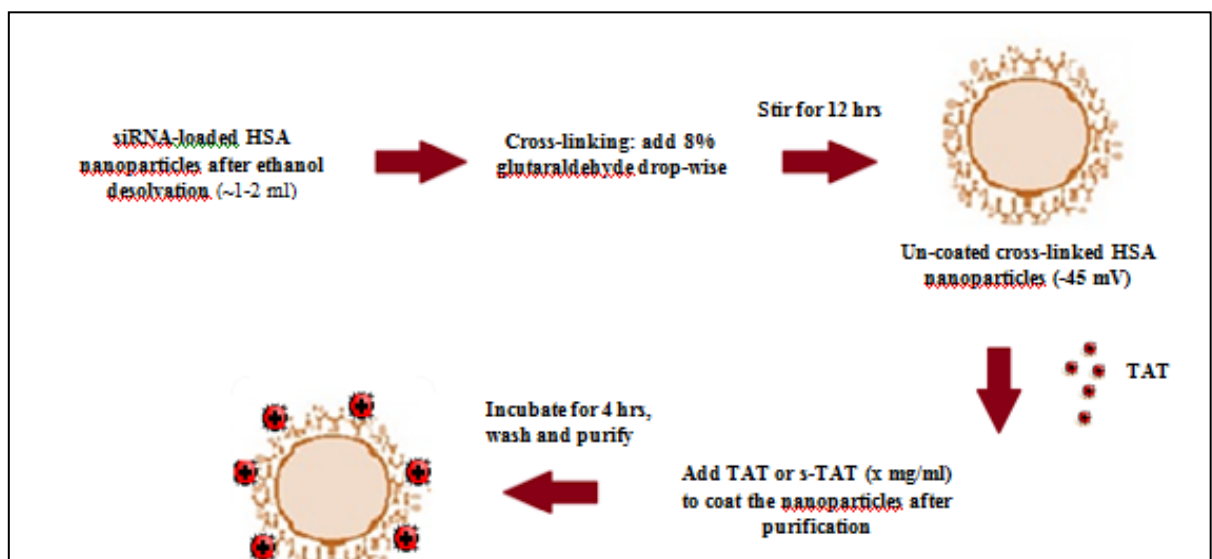 siRNA-loaded HSA
nanoparticles after ethanol
desolvation (~1-2 ml)
Cross-linking: add 8%
glutaraldehyde drop-wise
Stir for 12 hrs
Un-coated cross-linked HSA
nanoparticles (-45 mV)
TAT
Add TAT or s-TAT (x mg/ml)
to coat the nanoparticles after
purification
Incubate for 4 hrs,
wash and purify